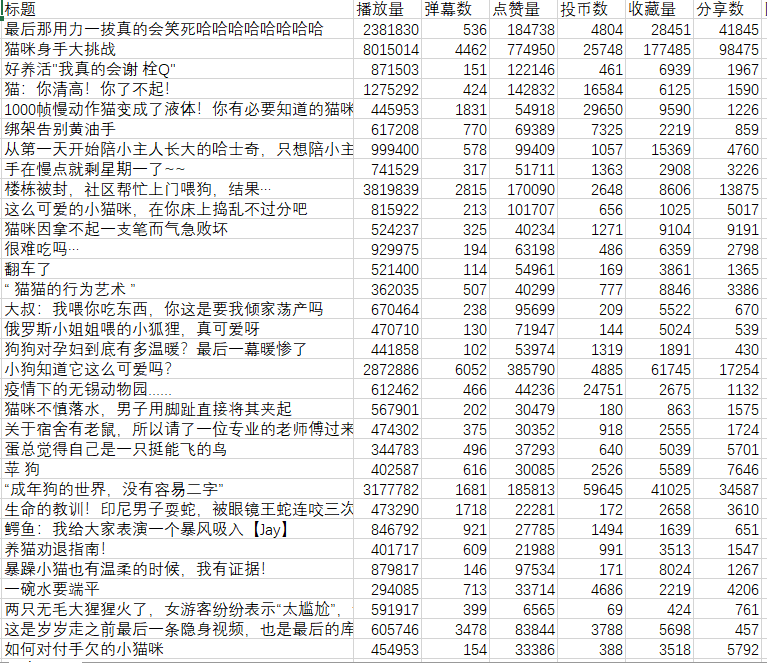 标题 播放量 弹幕数 点赞量 投币数 收藏量 分享数
最后那用力一拔真的会笑死哈哈哈哈哈哈哈哈 2381830 536 184738 4804 28451 41845
猫咪身手大挑战 8015014 4462 774950 25748 177485 98475
好养活"我真的会谢 栓Q" 871503 151 122146 461 6939 1967
猫：你清高！你了不起！ 1275292 424 142832 16584 6125 1590
1000帧慢动作猫变成了液体！你有必要知道的猫咪 445953 1831 54918 29650 9590 1226
绑架告别黄油手 617208 770 69389 7325 2219 859
从第一天开始陪小主人长大的哈士奇，只想陪小主 999400 578 99409 1057 15369 4760
手在慢点就剩星期一了~~ 741529 317 51711 1363 2908 3226
楼栋被封，社区帮忙上门喂狗，结果… 3819839 2815 170090 2648 8606 13875
这么可爱的小猫咪，在你床上捣乱不过分吧 815922 213 101707 656 1025 5017
猫咪因拿不起一支笔而气急败坏 524237 325 40234 1271 9104 9191
很难吃吗… 929975 194 63198 486 6359 2798
翻车了 521400 114 54961 169 3861 1365
“ 猫猫的行为艺术 ” 362035 507 40299 777 8846 3386
大叔：我喂你吃东西，你这是要我倾家荡产吗 670464 238 95699 209 5522 670
俄罗斯小姐姐喂的小狐狸，真可爱呀 470710 130 71947 144 5024 539
狗狗对孕妇到底有多温暖？最后一幕暖惨了 441858 102 53974 1319 1891 430
小狗知道它这么可爱吗？ 2872886 6052 385790 4885 61745 17254
疫情下的无锡动物园...... 612462 466 44236 24751 2675 1132
猫咪不慎落水，男子用脚趾直接将其夹起 567901 202 30479 180 863 1575
关于宿舍有老鼠，所以请了一位专业的老师傅过来 474302 375 30352 918 2555 1724
蛋总觉得自己是一只挺能飞的鸟 344783 496 37293 640 5039 5701
苹 狗 402587 616 30085 2526 5589 7646
“成年狗的世界，没有容易二字” 3177782 1681 185813 59645 41025 34587
生命的教训！印尼男子耍蛇，被眼镜王蛇连咬三次 473290 1718 22281 172 2658 3610
鳄鱼：我给大家表演一个暴风吸入【Jay】 846792 921 27785 1494 1639 651
养猫劝退指南！ 401717 609 21988 991 3513 1547
暴躁小猫也有温柔的时候，我有证据！ 879817 146 97534 171 8024 1267
一碗水要端平 294085 713 33714 4686 2219 4206
两只无毛大猩猩火了，女游客纷纷表示“太尴尬”， 591917 399 6565 69 424 761
这是岁岁走之前最后一条隐身视频，也是最后的库 605746 3478 83844 3788 5698 457
如何对付手欠的小猫咪 454953 154 33386 388 3518 5792